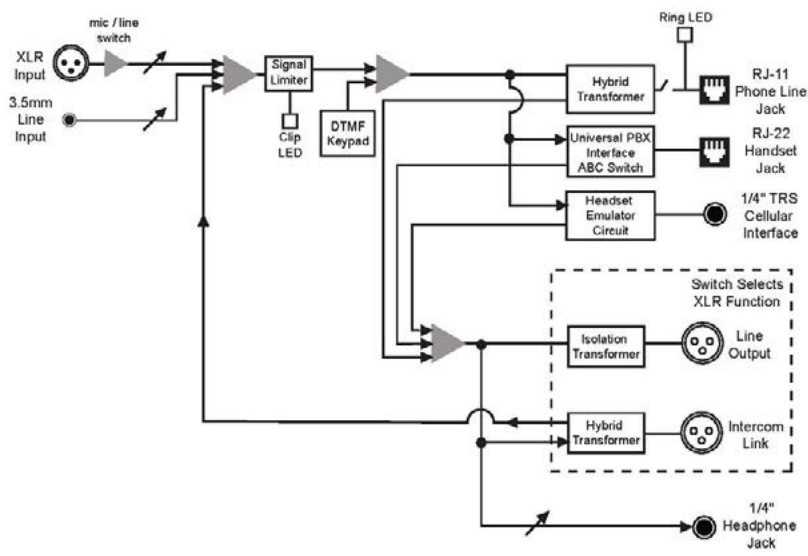 mic / line
switch
XLR
Input
3.5mm
Line
Input
Signal
Limiter
Clip
LED
DTMF
Keypad
Ring LED
Hybrid
Transformer
RJ-11
Phone Line
Jack
Universal PBX
Interface
ABC Switch
RJ-22
Handset
Jack
Headset
Emulator
Circuit
1/4" TRS
Cellular
Interface
Switch Selects
XLR Function
Isolation
Transformer
Line
Output
Hybrid
Transformer
Intercom
Link
1/4"
Headphone
Jack